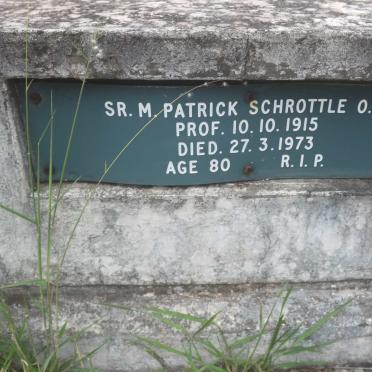 SR. M. PATRICK SCHROTTLE O.
PROF. 10. 10. 1915
DIED. 27. 3. 1973
AGE 80 R. I. P.